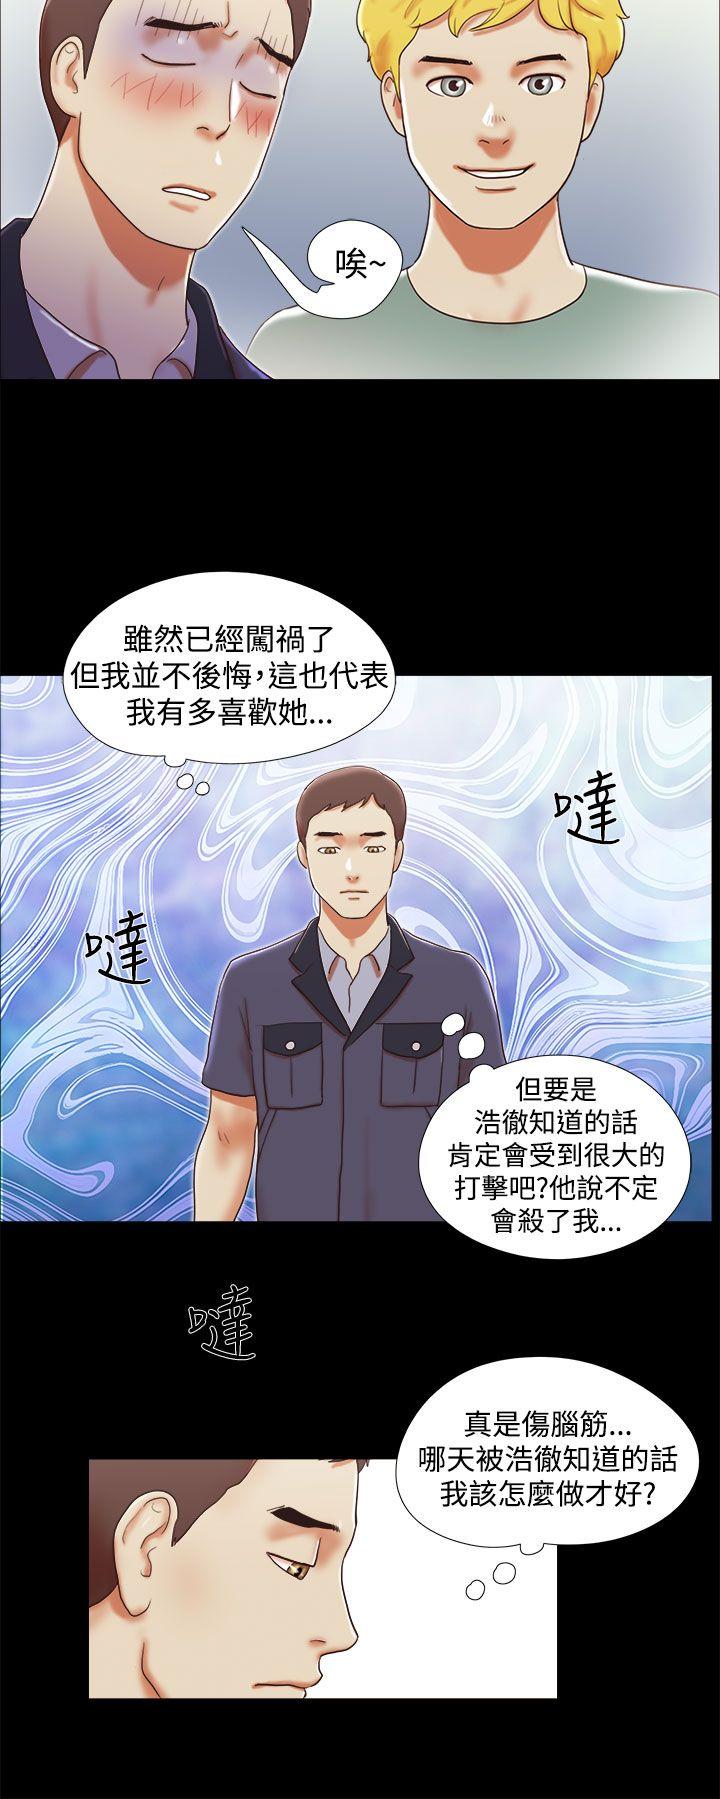 唉~
雖然已經闖禍了
但我並不後悔，這也代表
我有多喜歡她...
噠
噠
但要是
浩徹知道的話
肯定會受到很大的
打擊吧?他說不定
會殺了我...
噠
真是傷腦筋...
哪天被浩徹知道的話
我該怎麼做才好?